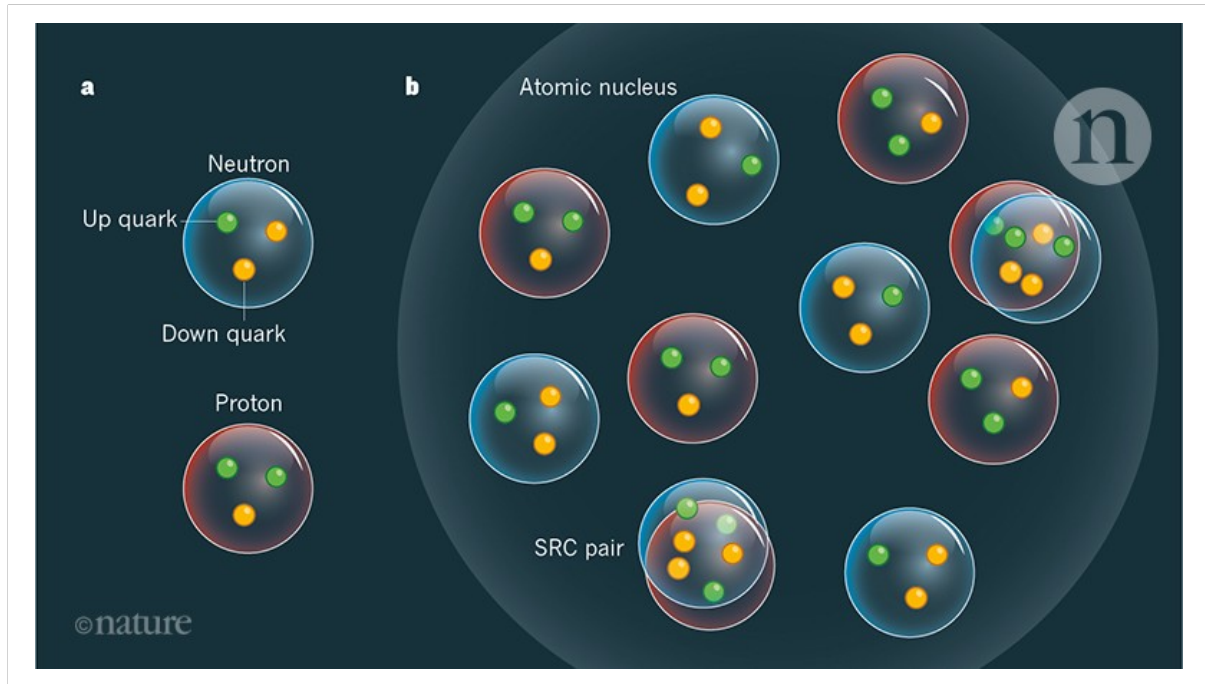 a
Neutron
Up quark
Down quark
Proton
©nature
b
Atomic nucleus
n
SRC pair